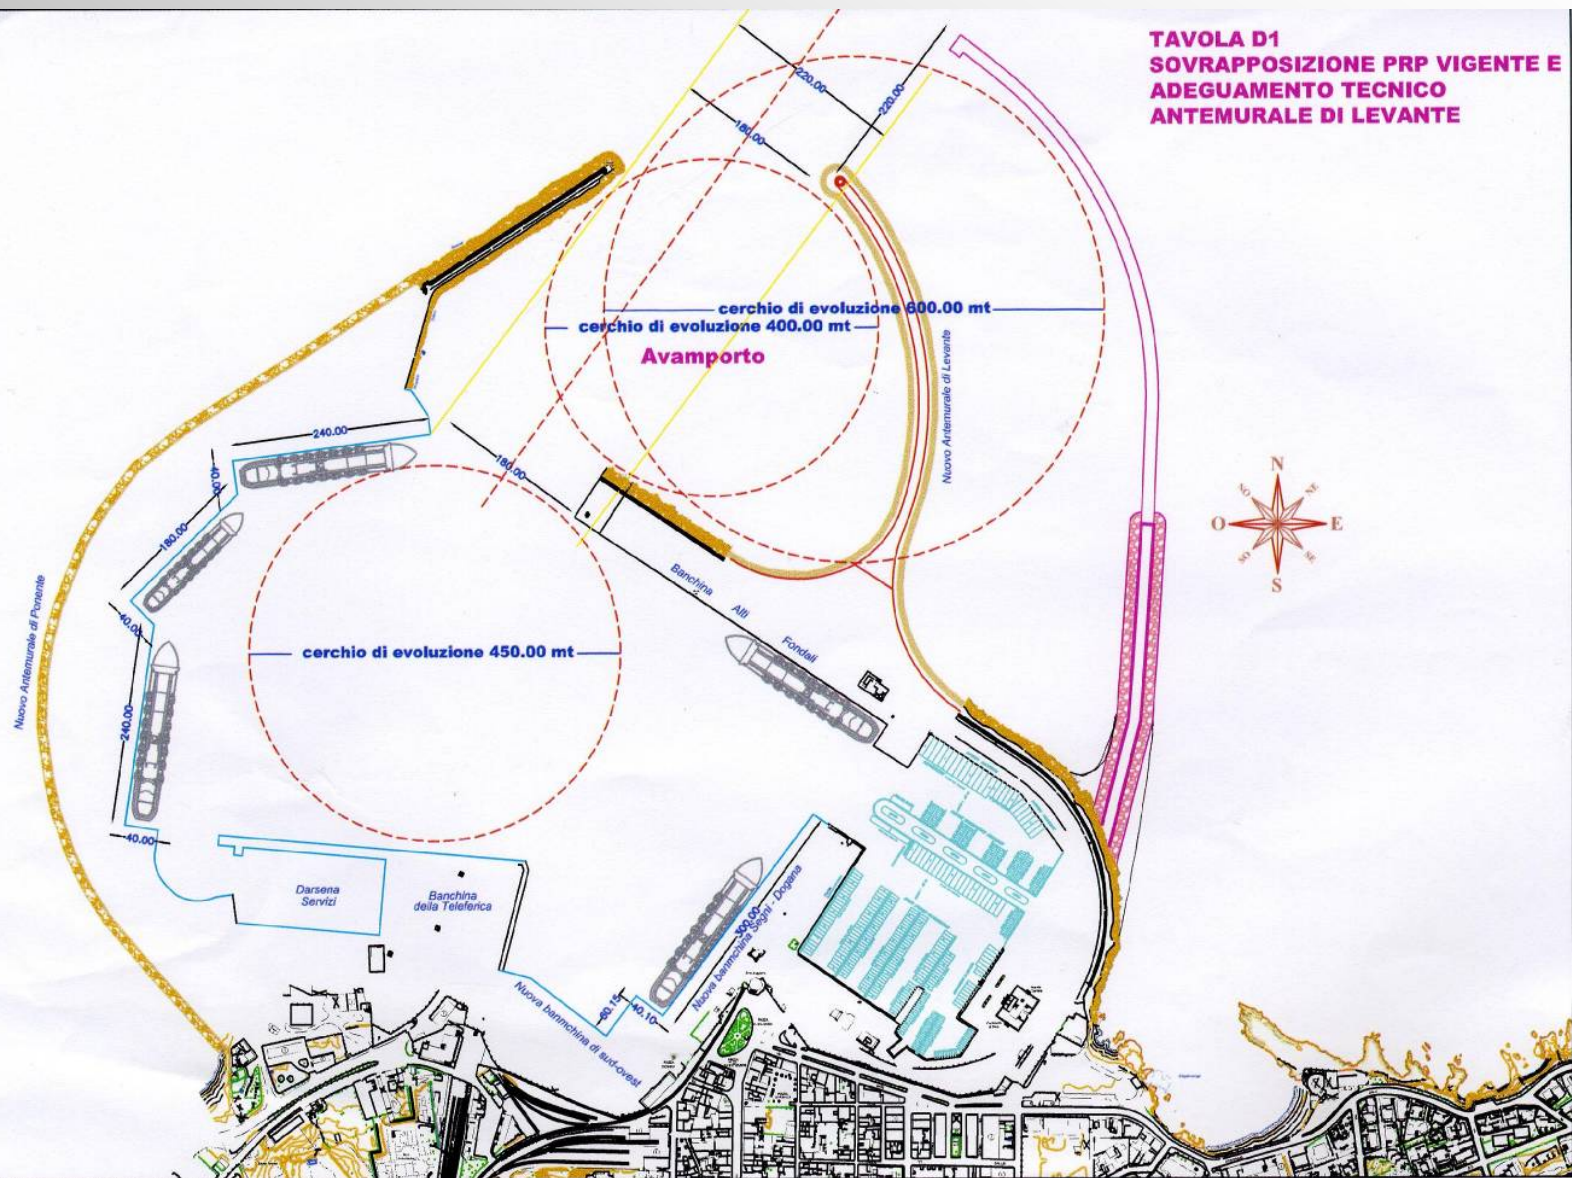 TAVOLA D1
SOVRAPPOSIZIONE PRP VIGENTE E
ADEGUAMENTO TECNICO
ANTEMURALE DI LEVANTE
220.00
220.00
180.00
cerchio di evoluzione 600.00 mt
cerchio di evoluzione 400.00 mt
Avamporto
Nuovo Antemurale di Levante
240.00
40.00
180.00
180.00
N
NO
NE
O
E
SO
SE
S
Banchina
Alti
Fondali
40.00
Nuovo Antemurale di Ponente
cerchio di evoluzione 450.00 mt
240.00
40.00
Darsena
Servizi
Banchina
della Teleferica
300.00
Nuova banmchina Segni - Dogana
60.15
40.10
Nuova banmchina di sud-ovest